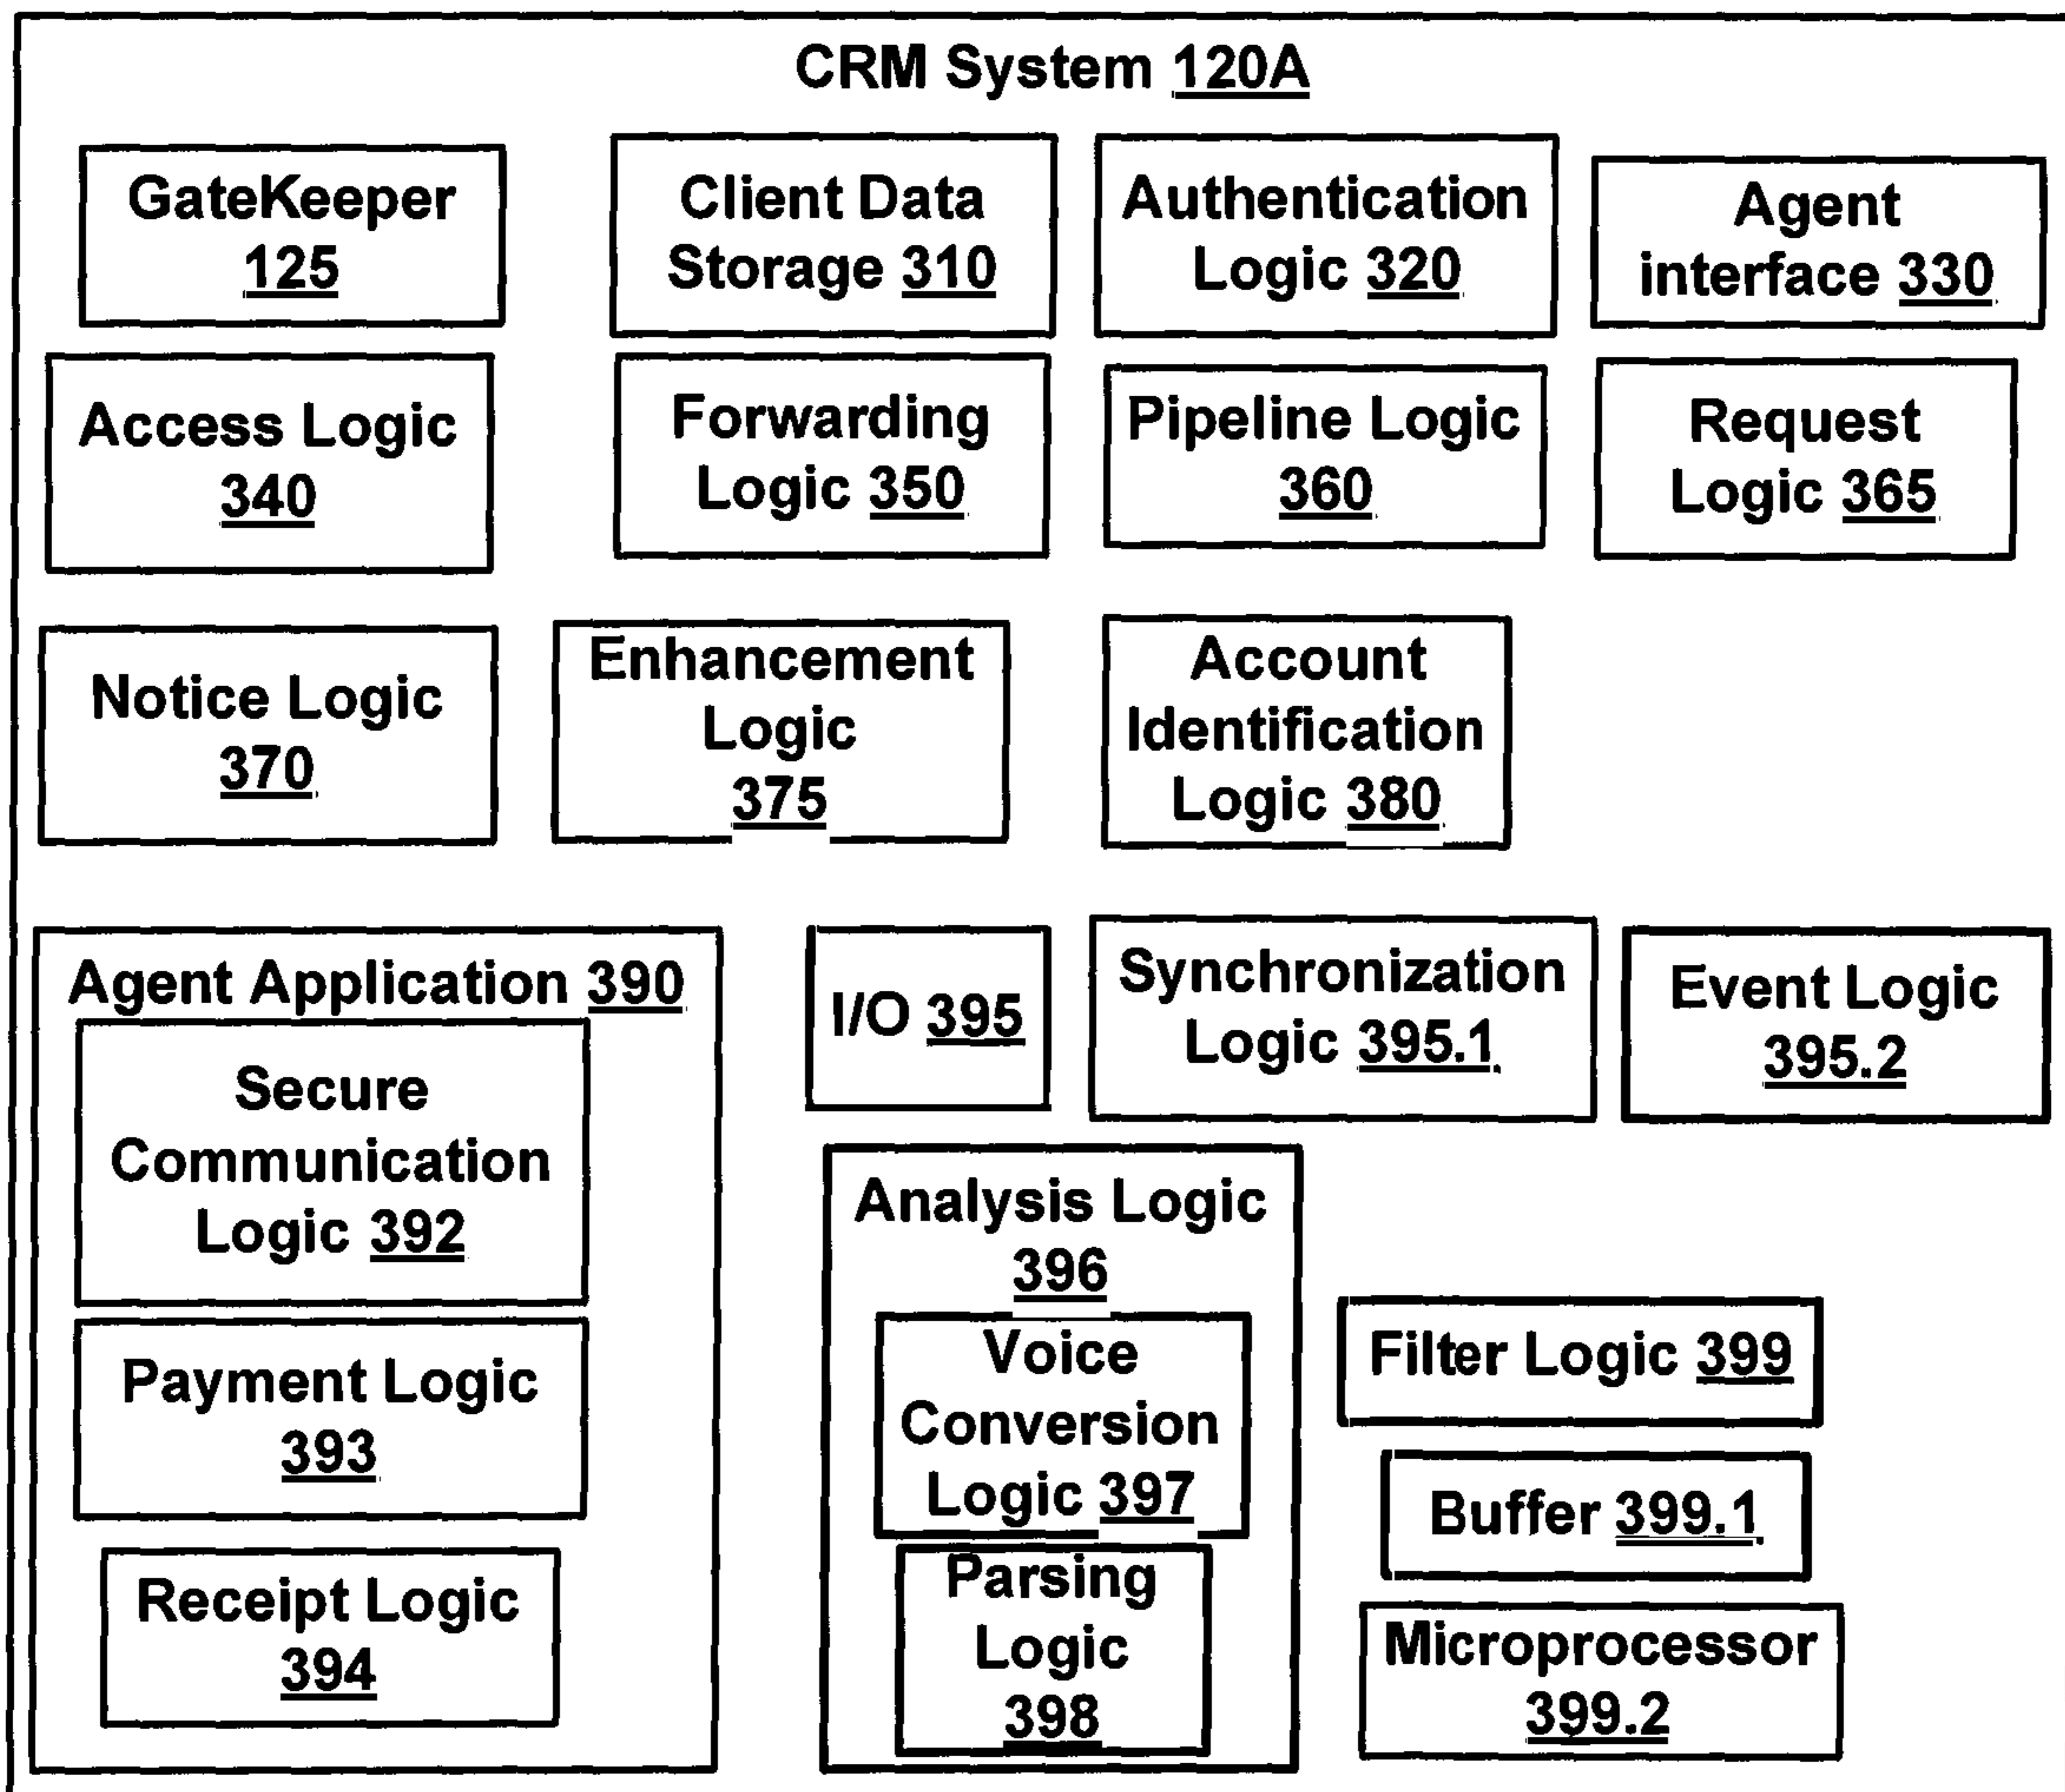 CRM System 120A
GateKeeper
125
Client Data
Storage 310
Authentication
Logic 320
Agent
interface 330
Access Logic
340
Forwarding
Logic 350
Pipeline Logic
360
Request
Logic 365
Notice Logic
370
Enhancement
Logic
375
Account
Identification
Logic 380
Agent Application 390
Secure
Communication
Logic 392
Payment Logic
393
Receipt Logic
394
I/O 395
Synchronization
Logic 395.1
Event Logic
395.2
Analysis Logic
396
Voice
Conversion
Logic 397
Parsing
Logic
398
Filter Logic 399
Buffer 399.1
Microprocessor
399.2